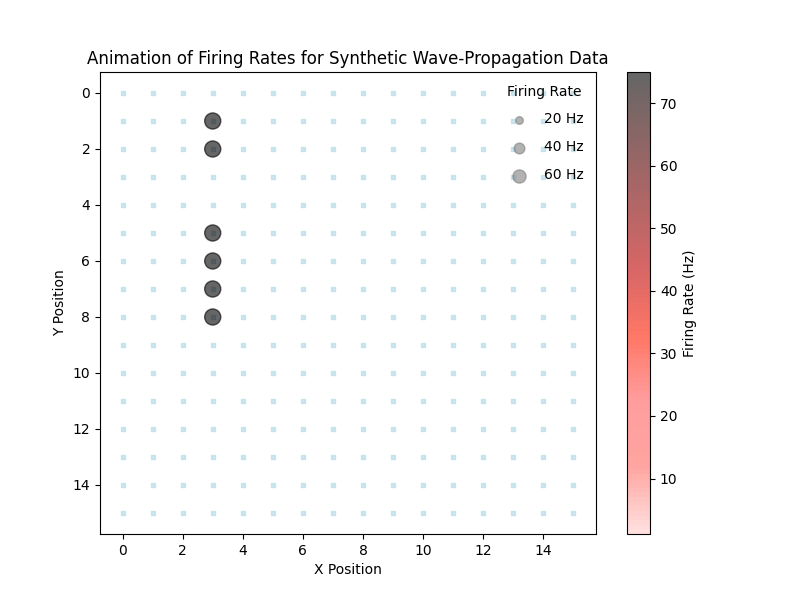 Animation of Firing Rates for Synthetic Wave-Propagation Data
Firing Rate
20 Hz
40 Hz
60 Hz
0
2
4
6
8
10
12
14
Y Position
0 2 4 6 8 10 12 14
X Position
70
60
50
40
30
20
10
Firing Rate (Hz)